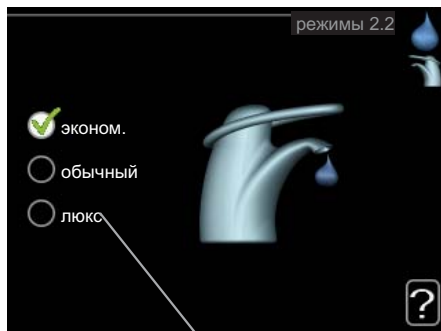 режимы 2.2
эконом.
обычный
люкс
?